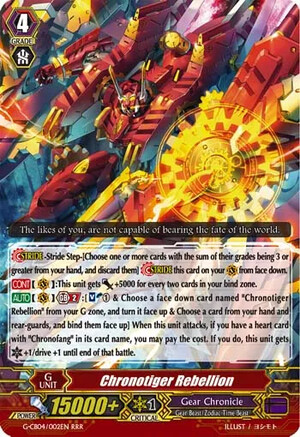 4
GRADE
The likes of you, are not capable of bearing the fate of the world.
STRIDE -Stride Step-[Choose one or more cards with the sum of their grades being 3 or
greater from your hand, and discard them] STRIDE this card on your (V) from face down.
CONT (V) :This unit gets +5000 for every two cards in your bind zone.
AUTO (V) GB 2 : & Choose a face down card named "Chronotiger
Rebellion" from your G zone, and turn it face up & Choose a card from your hand and
rear-guards, and bind them face up] When this unit attacks, if you have a heart card
with "Chronofang" in its card name, you may pay the cost. If you do, this unit gets
+1/drive +1 until end of that battle.
G
UNIT
Chronotiger Rebellion
POWER
15000+
1
CRITICAL
Gear Chronicle
Gear Beast/Zodiac Time Beast
G-CB04/002EN RRR
ILLUST / ヨシモト